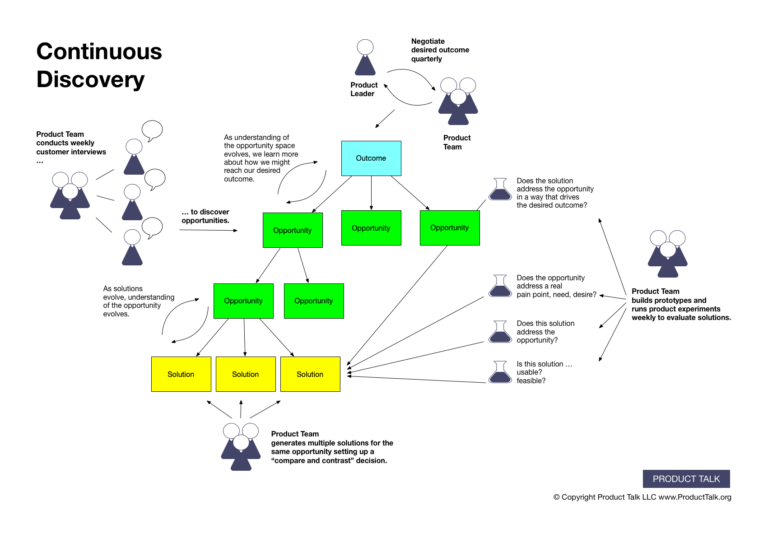 Continuous
Discovery
Negotiate
desired outcome
quarterly
Product
Leader
Product
Team
Product Team
conducts weekly
customer interviews
…
As understanding of
the opportunity space
evolves, we learn more
about how we might
reach our desired
outcome.
Outcome
… to discover
opportunities.
Opportunity
Opportunity
Opportunity
Does the solution
address the opportunity
in a way that drives
the desired outcome?
As solutions
evolve, understanding
of the opportunity
evolves.
Opportunity
Opportunity
Does the opportunity
address a real
pain point, need, desire?
Does this solution
address the
opportunity?
Is this solution …
usable?
feasible?
Product Team
builds prototypes and
runs product experiments
weekly to evaluate solutions.
Solution
Solution
Solution
Product Team
generates multiple solutions for the
same opportunity setting up a
“compare and contrast” decision.
PRODUCT TALK
© Copyright Product Talk LLC www.ProductTalk.org